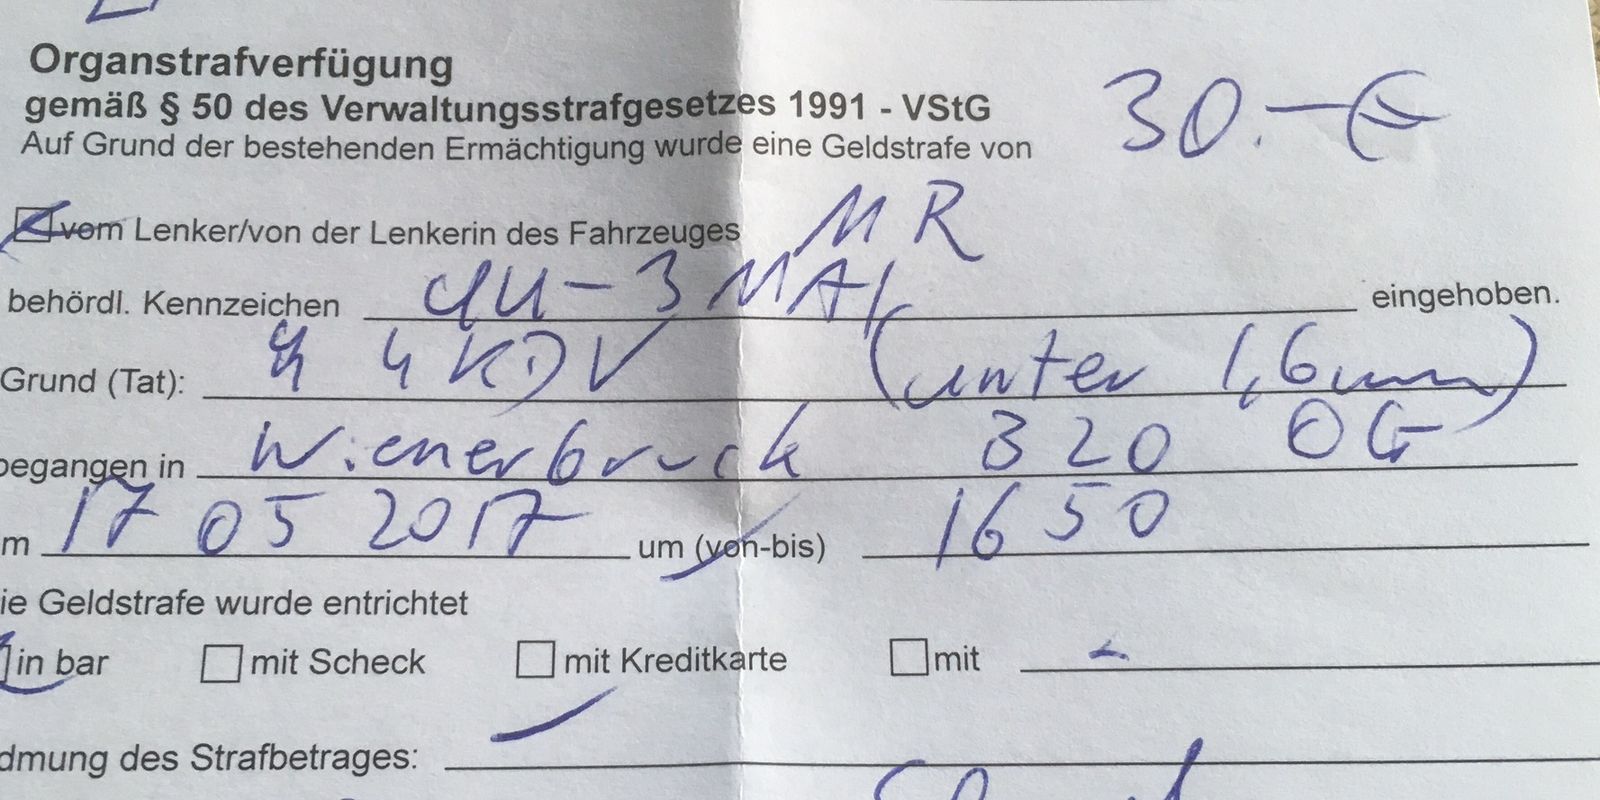 Organstrafverfügung
gemäß § 50 des Verwaltungsstrafgesetzes 1991 - VStG
Auf Grund der bestehenden Ermächtigung wurde eine Geldstrafe von 30.-€
vom Lenker/von der Lenkerin des Fahrzeuges MR
behördl. Kennzeichen - 3 MAK eingehoben.
Grund (Tat): § 4 KDV (unter 1,6mm)
begangen in Wienerbruck B20 OG
m 17 05 2017 um (von-bis) 1650
ie Geldstrafe wurde entrichtet
in bar mit Scheck mit Kreditkarte mit -
dmung des Strafbetrages: